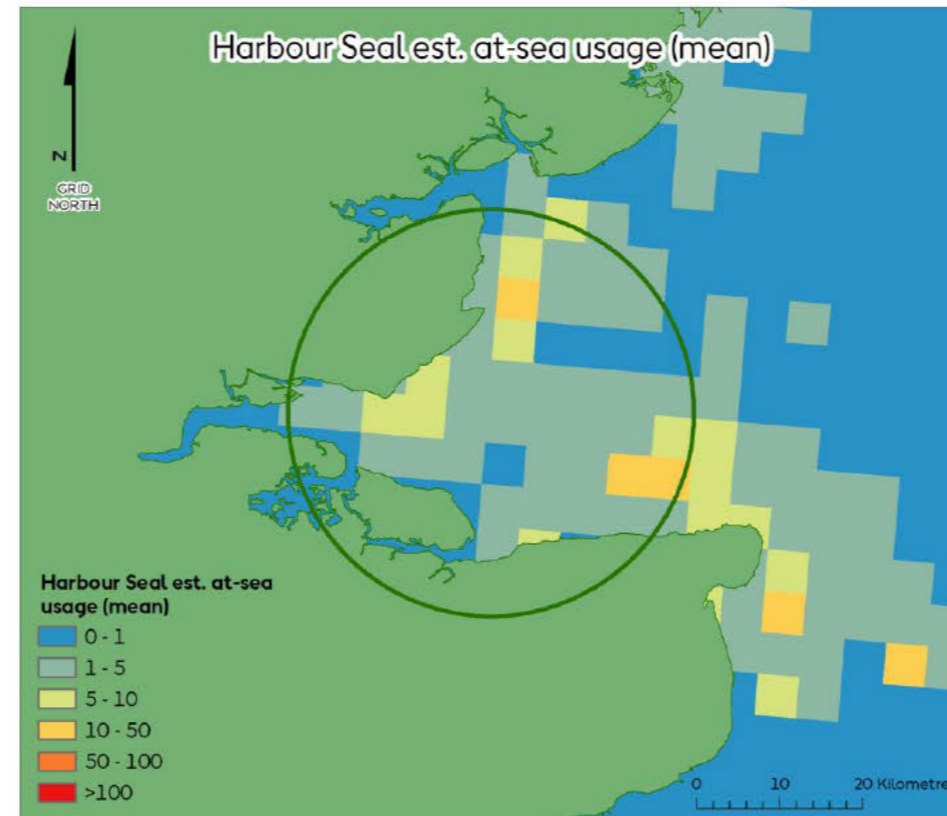 Harbour Seal est. at-sea usage (mean)
N
GRID
NORTH
Harbour Seal est. at-sea
usage (mean)
0 - 1
1 - 5
5 - 10
10 - 50
50 - 100
>100
0 10 20 Kilometre